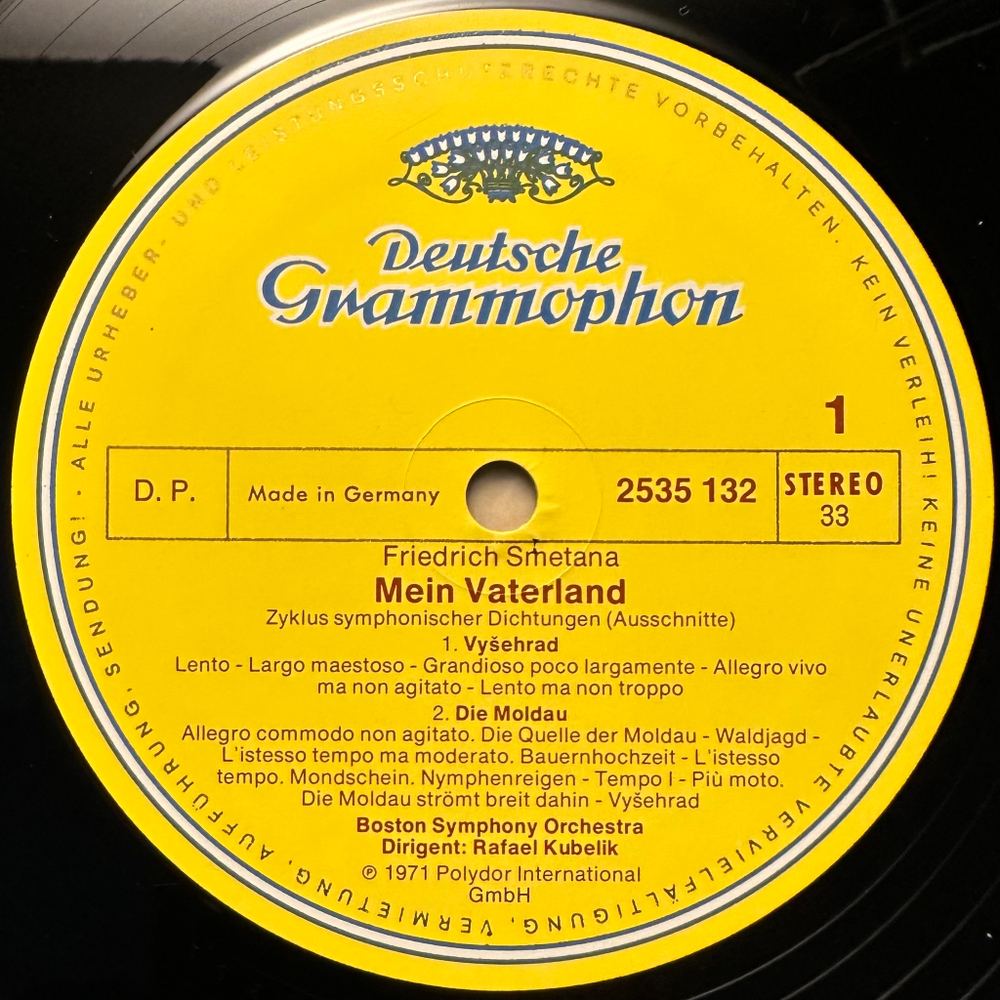 ALLE URHEBER- UND LEISTUNGSSCHUTZRECHTE VORBEHALTEN. KEIN VERLEIH! KEINE UNERLAUBTE VERVIELFÄLTIGUNG, VERMIETUNG, AUFFÜHRUNG, SENDUNG! ·
Deutsche
Grammophon
1
D. P.
Made in Germany
2535 132
STEREO
33
Friedrich Smetana
Mein Vaterland
Zyklus symphonischer Dichtungen (Ausschnitte)
1. Vyšehrad
Lento - Largo maestoso - Grandioso poco largamente - Allegro vivo
ma non agitato - Lento ma non troppo
2. Die Moldau
Allegro commodo non agitato. Die Quelle der Moldau - Waldjagd -
L'istesso tempo ma moderato. Bauernhochzeit - L'istesso
tempo. Mondschein. Nymphenreigen - Tempo I - Più moto.
Die Moldau strömt breit dahin - Vyšehrad
Boston Symphony Orchestra
Dirigent: Rafael Kubelik
℗ 1971 Polydor International
GmbH